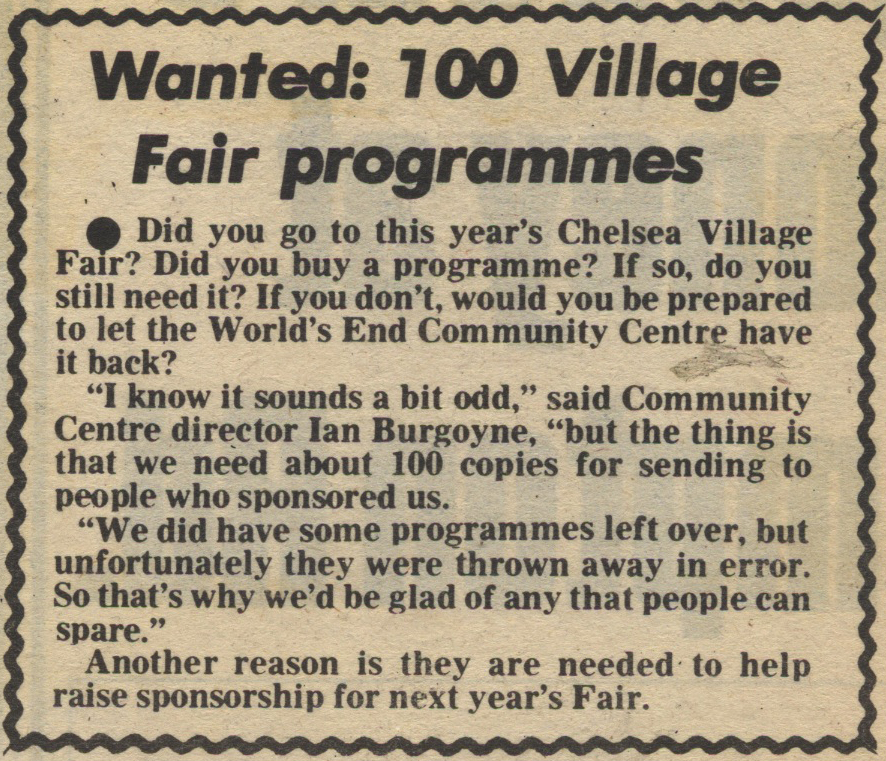 Wanted: 100 Village
Fair programmes
● Did you go to this year's Chelsea Village
Fair? Did you buy a programme? If so, do you
still need it? If you don't, would you be prepared
to let the World's End Community Centre have
it back?
"I know it sounds a bit odd," said Community
Centre director Ian Burgoyne, "but the thing is
that we need about 100 copies for sending to
people who sponsored us.
"We did have some programmes left over, but
unfortunately they were thrown away in error.
So that's why we'd be glad of any that people can
spare."
Another reason is they are needed to help
raise sponsorship for next year's Fair.